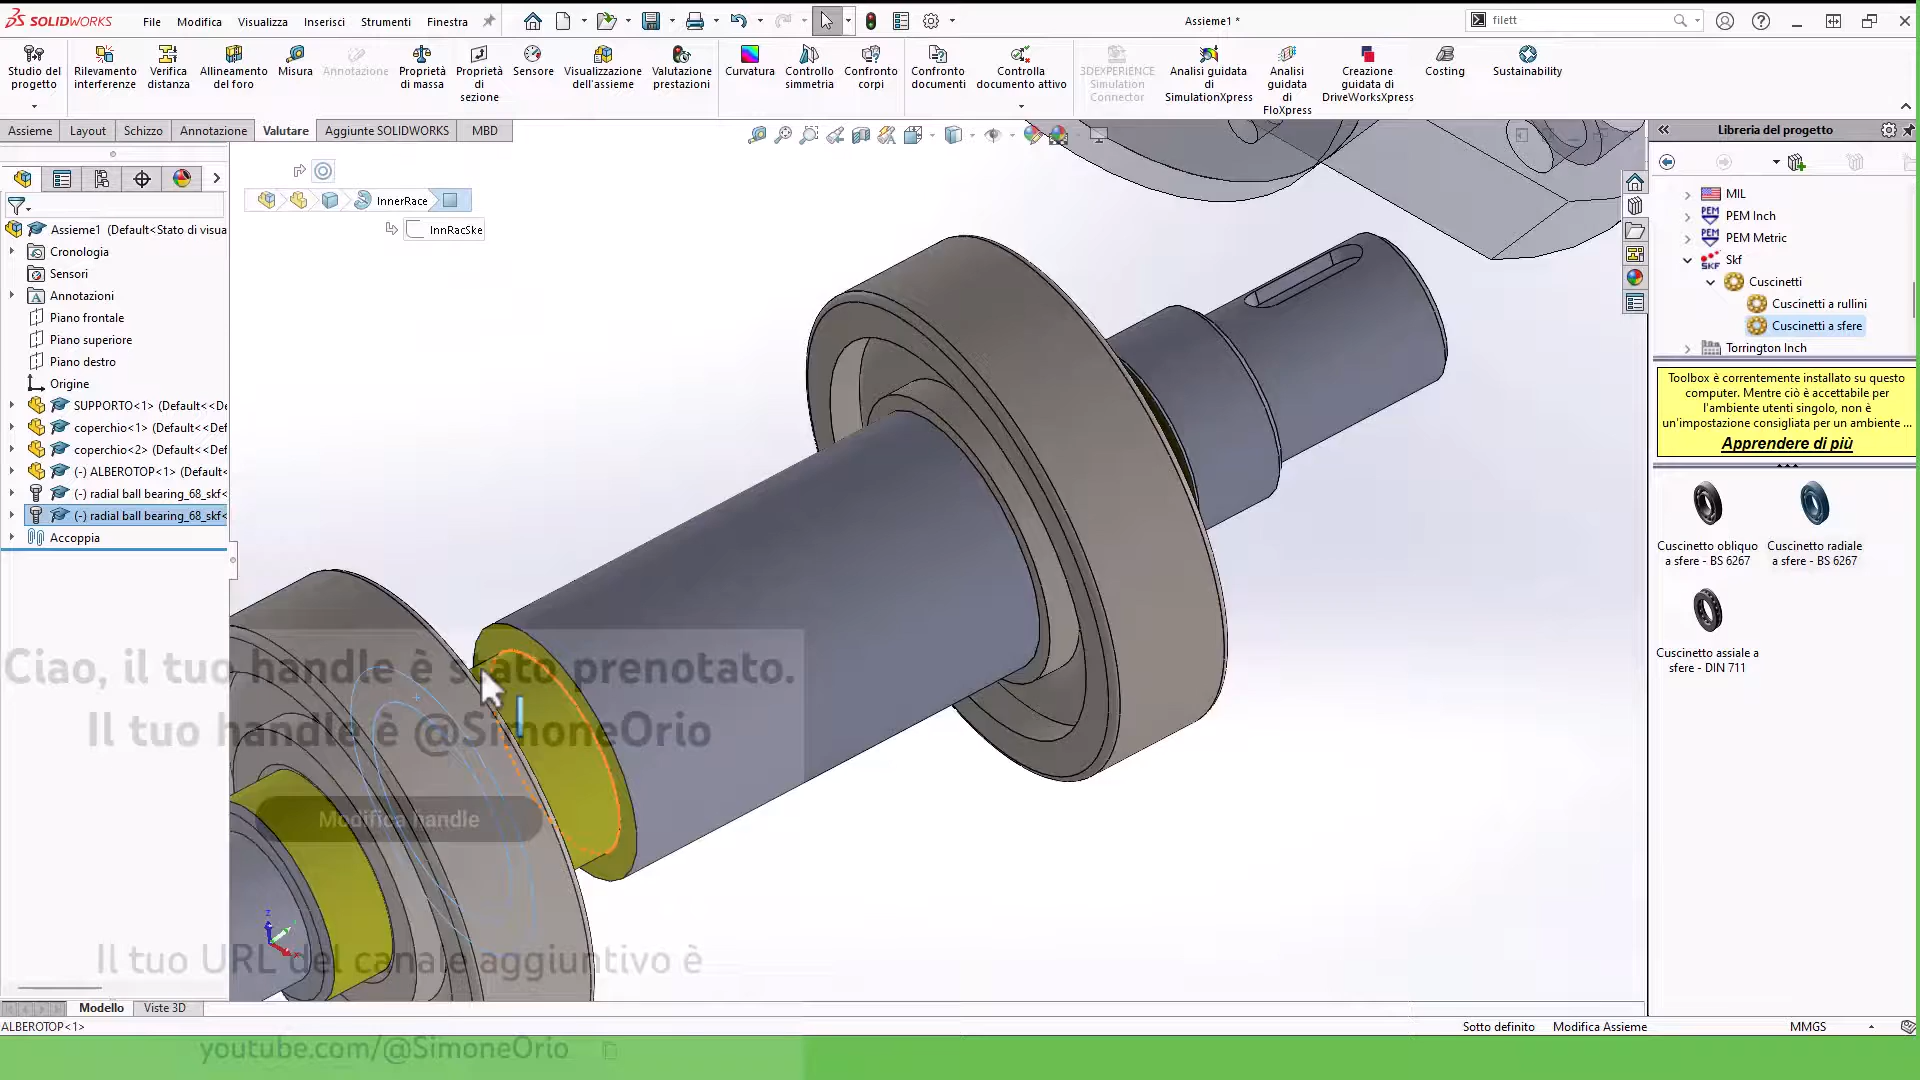 SOLIDWORKS
File Modifica Visualizza Inserisci Strumenti Finestra
Assieme1 *
filett
Studio del progetto
Rilevamento interferenze
Verifica distanza
Allineamento del foro
Misura
Annotazione
Proprietà di massa
Proprietà di sezione
Sensore
Visualizzazione dell'assieme
Valutazione prestazioni
Curvatura
Controllo simmetria
Confronto corpi
Confronto documenti
Controlla documento attivo
3DEXPERIENCE Simulation Connector
Analisi guidata di SimulationXpress
Analisi guidata di FloXpress
Creazione guidata di DriveWorksXpress
Costing
Sustainability
Assieme Layout Schizzo Annotazione Valutare Aggiunte SOLIDWORKS MBD
InnerRace
InnRacSke
Assieme1 (Default<Stato di visua
Cronologia
Sensori
Annotazioni
Piano frontale
Piano superiore
Piano destro
Origine
SUPPORTO<1> (Default<<De
coperchio<1> (Default<<Def
coperchio<2> (Default<<Def
(-) ALBEROTOP<1> (Default<
(-) radial ball bearing_68_skf<
(-) radial ball bearing_68_skf<
Accoppia
Libreria del progetto
MIL
PEM Inch
PEM Metric
Skf
Cuscinetti
Cuscinetti a rullini
Cuscinetti a sfere
Torrington Inch
Toolbox è correntemente installato su questo
computer. Mentre ciò è accettabile per
l'ambiente utenti singolo, non è
un'impostazione consigliata per un ambiente ...
Apprendere di più
Cuscinetto obliquo a sfere - BS 6267
Cuscinetto radiale a sfere - BS 6267
Cuscinetto assiale a sfere - DIN 711
Ciao, il tuo handle è stato prenotato.
Il tuo handle è @SimoneOrio
Modifica handle
Il tuo URL del canale aggiuntivo è
youtube.com/@SimoneOrio
z
x
Modello Viste 3D
ALBEROTOP<1>
Sotto definito Modifica Assieme MMGS